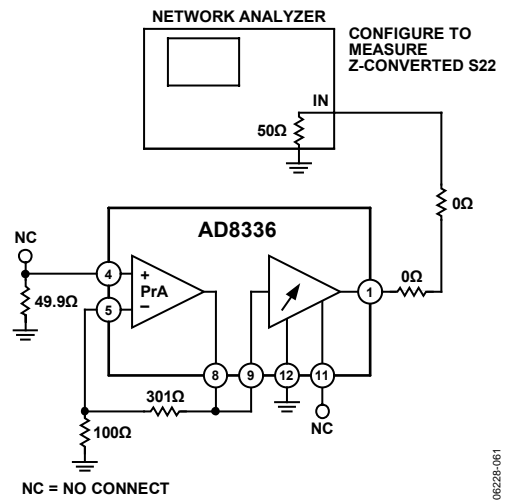 NETWORK ANALYZER
CONFIGURE TO
MEASURE
Z-CONVERTED S22
IN
50Ω
0Ω
AD8336
NC
4
+
PrA
0Ω
1
5
–
49.9Ω
8
9
12
11
301Ω
100Ω
NC
NC = NO CONNECT
06228-061